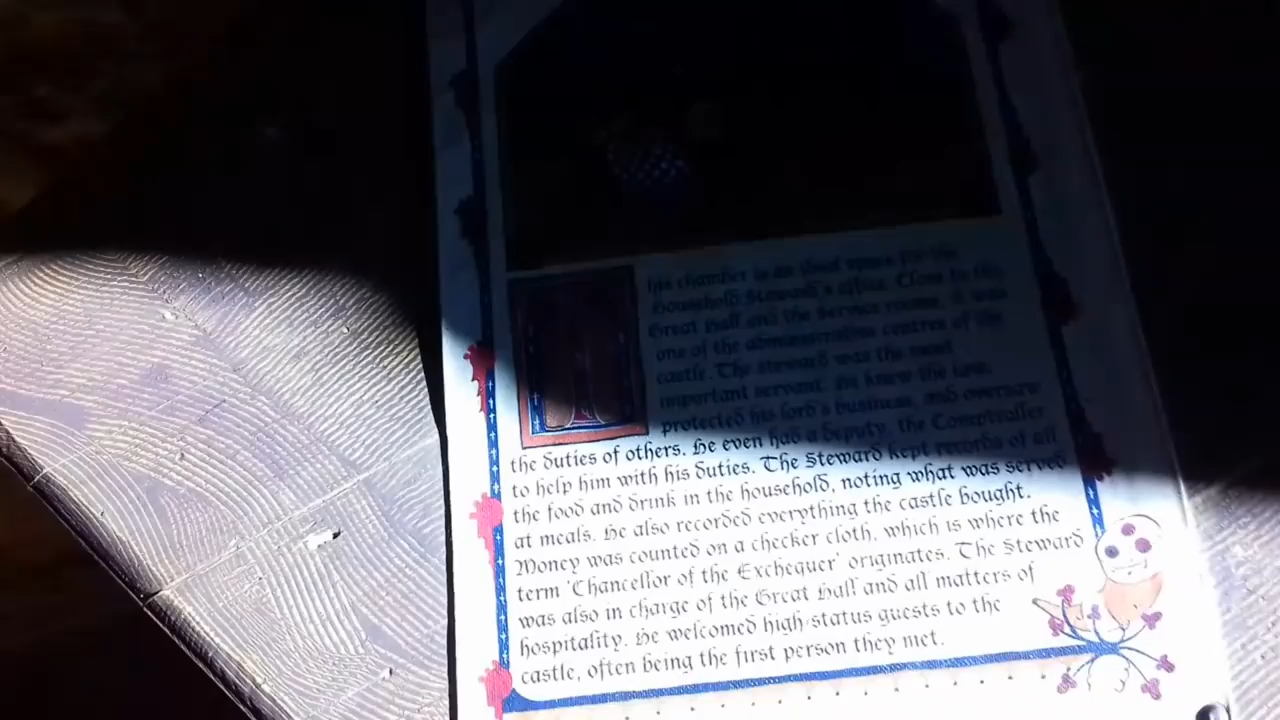 his chamber is an ideal space for the
Household Steward's office. Close to the
Great Hall and the service rooms, it was
one of the administrative centres of the
castle. The steward was the most
important servant. He knew the law,
protected his lord's business, and oversaw
the duties of others. He even had a deputy, the Comptroller
to help him with his duties. The Steward kept records of all
the food and drink in the household, noting what was served
at meals. He also recorded everything the castle bought.
Money was counted on a checker cloth, which is where the
term 'Chancellor of the Exchequer' originates. The Steward
was also in charge of the Great Hall and all matters of
hospitality. He welcomed high-status guests to the
castle, often being the first person they met.